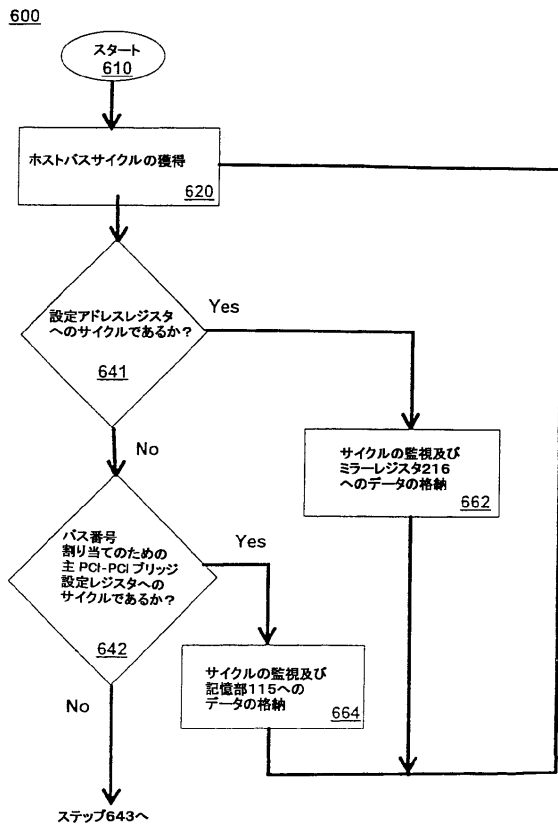 600
スタート
610
ホストバスサイクルの獲得
620
設定アドレスレジスタ
へのサイクルであるか?
641
Yes
No
サイクルの監視及び
ミラーレジスタ216
へのデータの格納
662
バス番号
割り当てのための
主 PCI-PCI ブリッジ
設定レジスタへの
サイクルであるか?
642
Yes
No
サイクルの監視及び
記憶部115への
データの格納
664
ステップ643へ